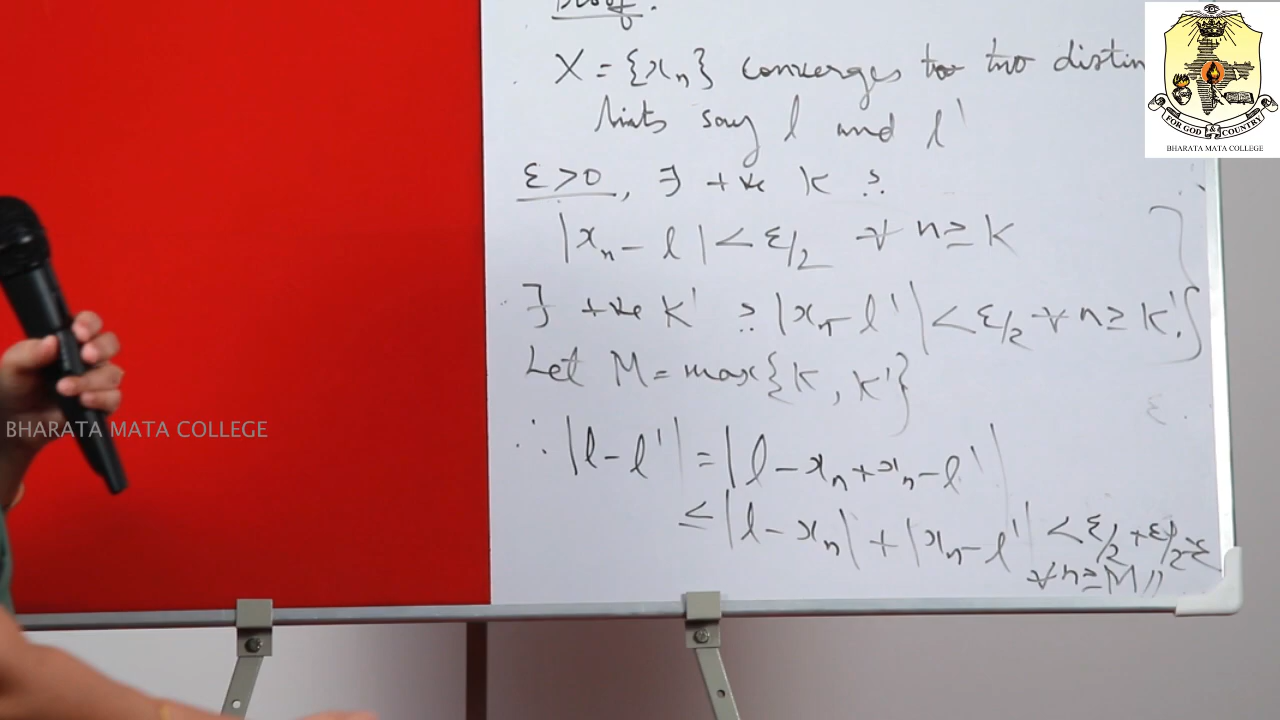 Proof.
X = {xₙ} converges to two distin
limits say l and l'
ε>0, ∃ +ve K ∋:
|xₙ - l| < ε/2 ∀ n ≥ K
∃ +ve K' ∋ |xₙ - l'| < ε/2 ∀ n ≥ K'.
Let M = max{K, K'}
∴ |l - l'| = |l - xₙ + xₙ - l'|
≤ |l - xₙ| + |xₙ - l'| < ε/2 + ε/2 = ε
∀ n ≥ M //
FOR GOD & COUNTRY
BHARATA MATA COLLEGE
BHARATA MATA COLLEGE